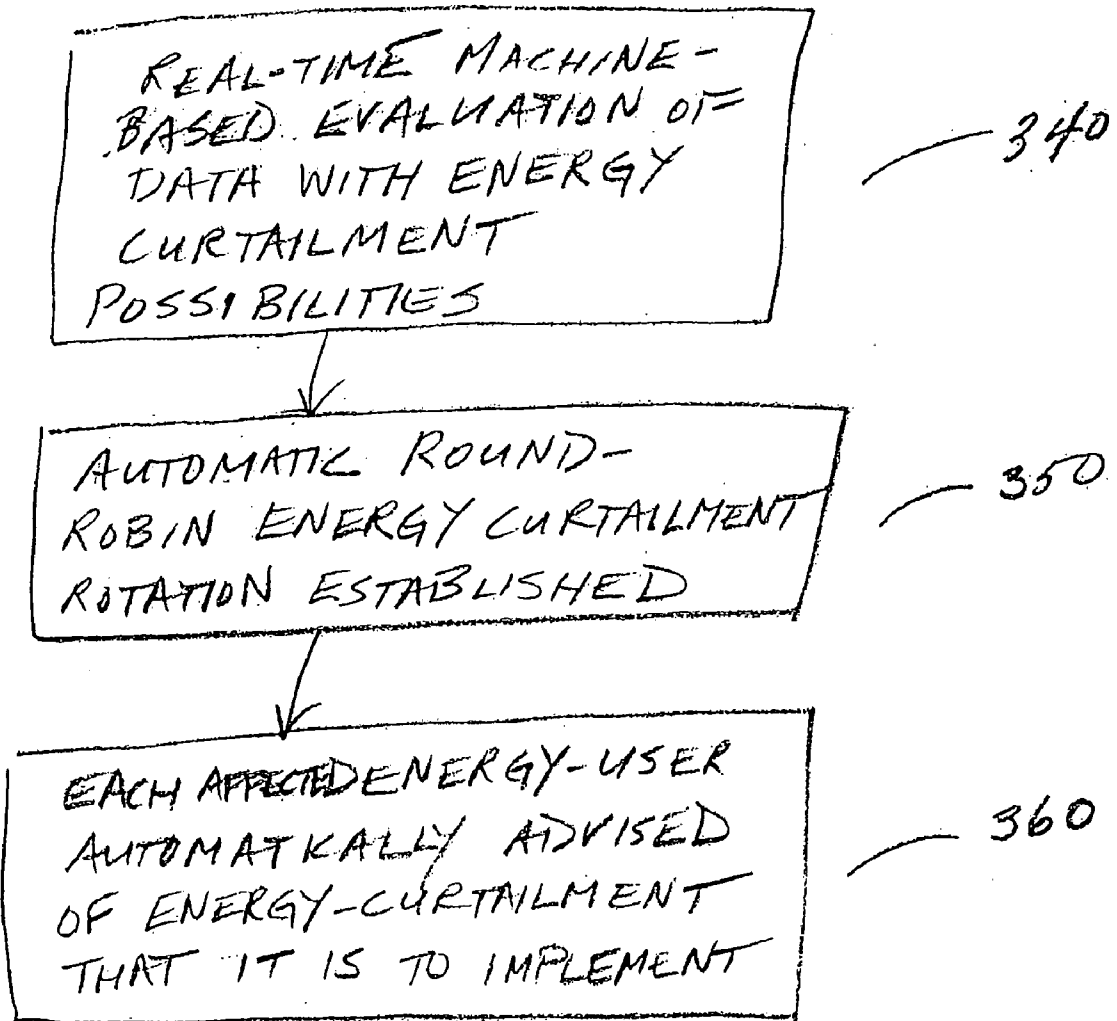 REAL-TIME MACHINE-
BASED EVALUATION OF
DATA WITH ENERGY
CURTAILMENT
POSSIBILITIES
340
AUTOMATIC ROUND-
ROBIN ENERGY CURTAILMENT
ROTATION ESTABLISHED
350
EACH AFFECTED ENERGY-USER
AUTOMATICALLY ADVISED
OF ENERGY-CURTAILMENT
THAT IT IS TO IMPLEMENT
360